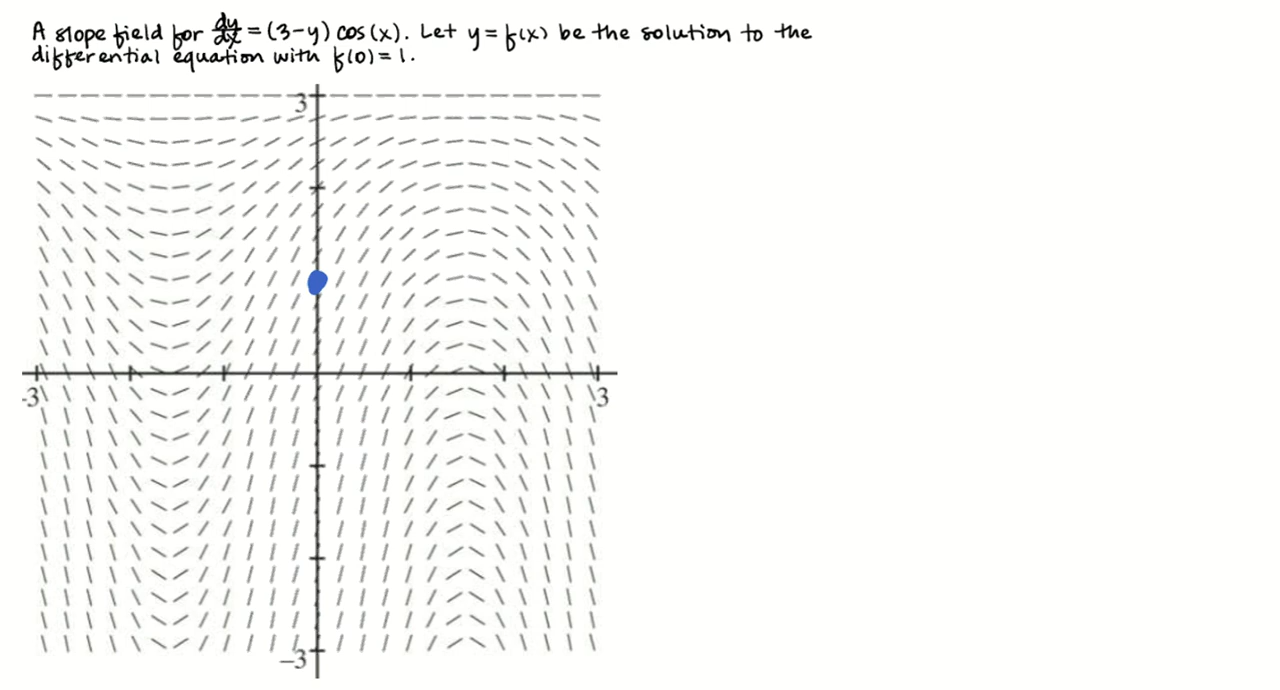 A slope field for dy/dx = (3-y) cos(x). Let y = f(x) be the solution to the
differential equation with f(0) = 1.
3
-3
3
-3